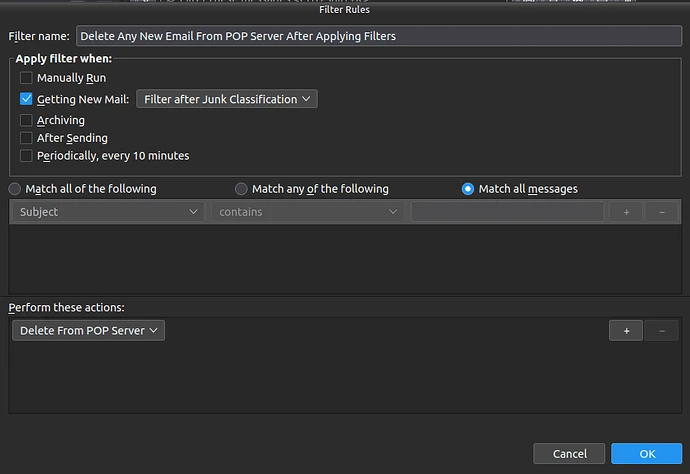 Filter Rules
Filter name: Delete Any New Email From POP Server After Applying Filters
Apply filter when:
Manually Run
Getting New Mail: Filter after Junk Classification
Archiving
After Sending
Periodically, every 10 minutes
Match all of the following Match any of the following Match all messages
Subject contains + −
Perform these actions:
Delete From POP Server + −
Cancel OK